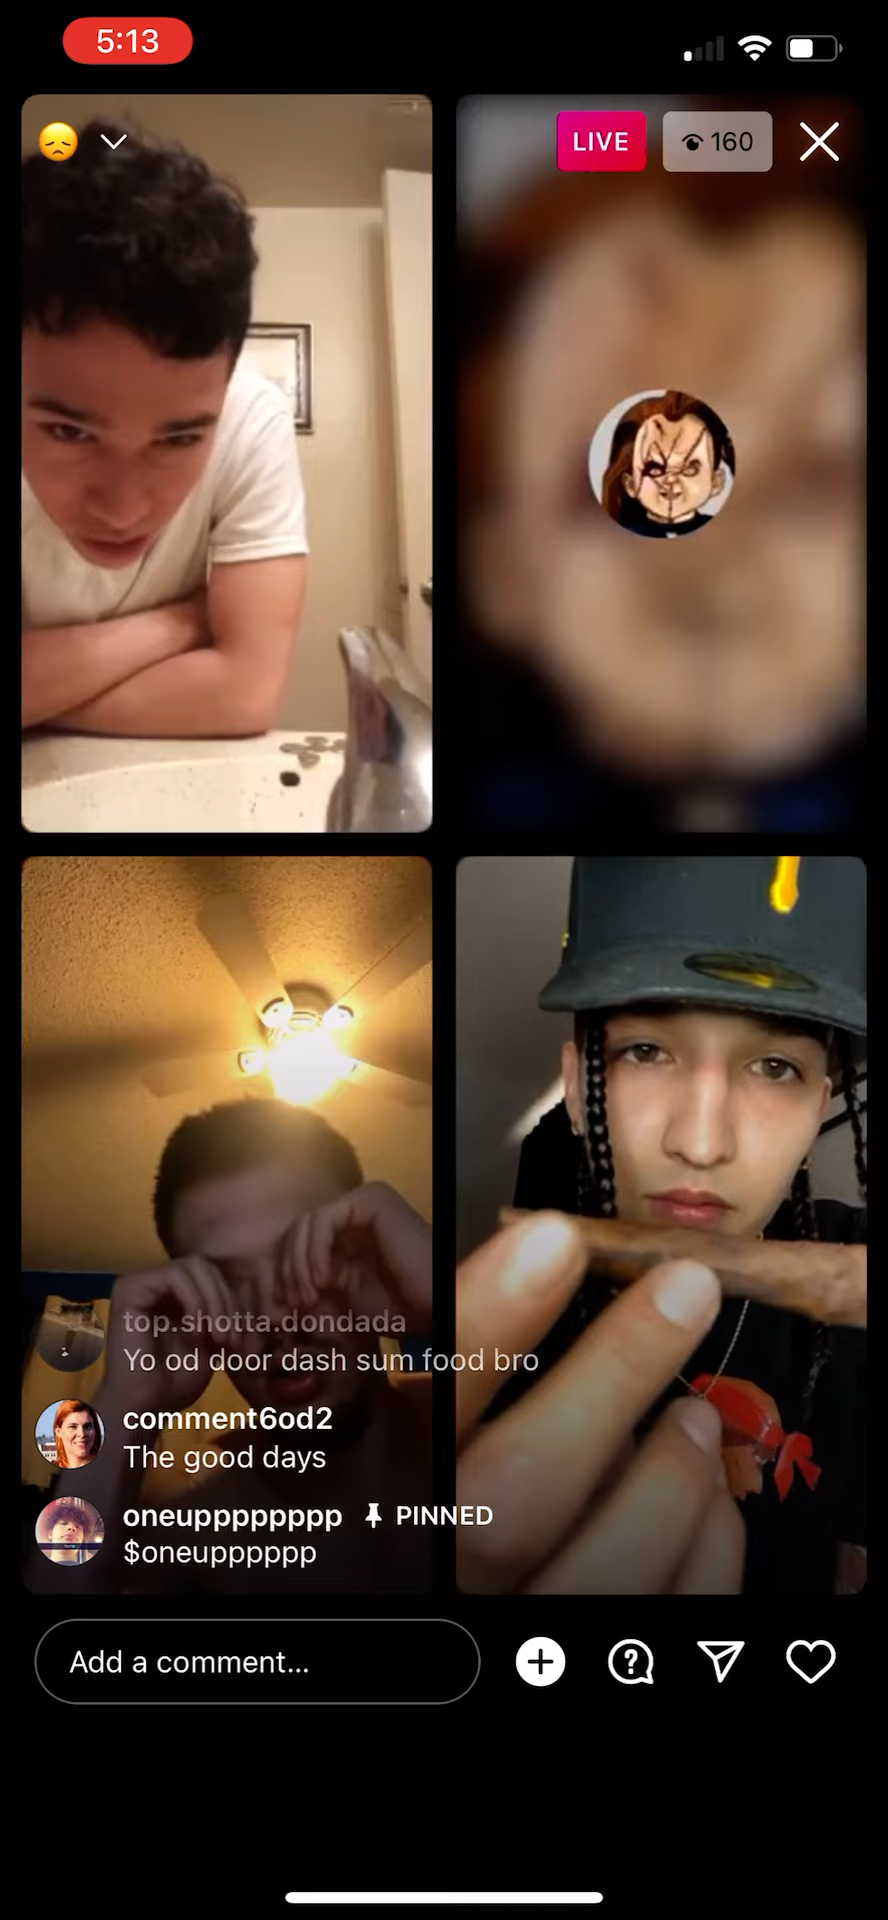 5:13
LIVE
160
top.shotta.dondada
Yo od door dash sum food bro
comment6od2
The good days
oneupppppppp PINNED
$oneupppppp
Add a comment...